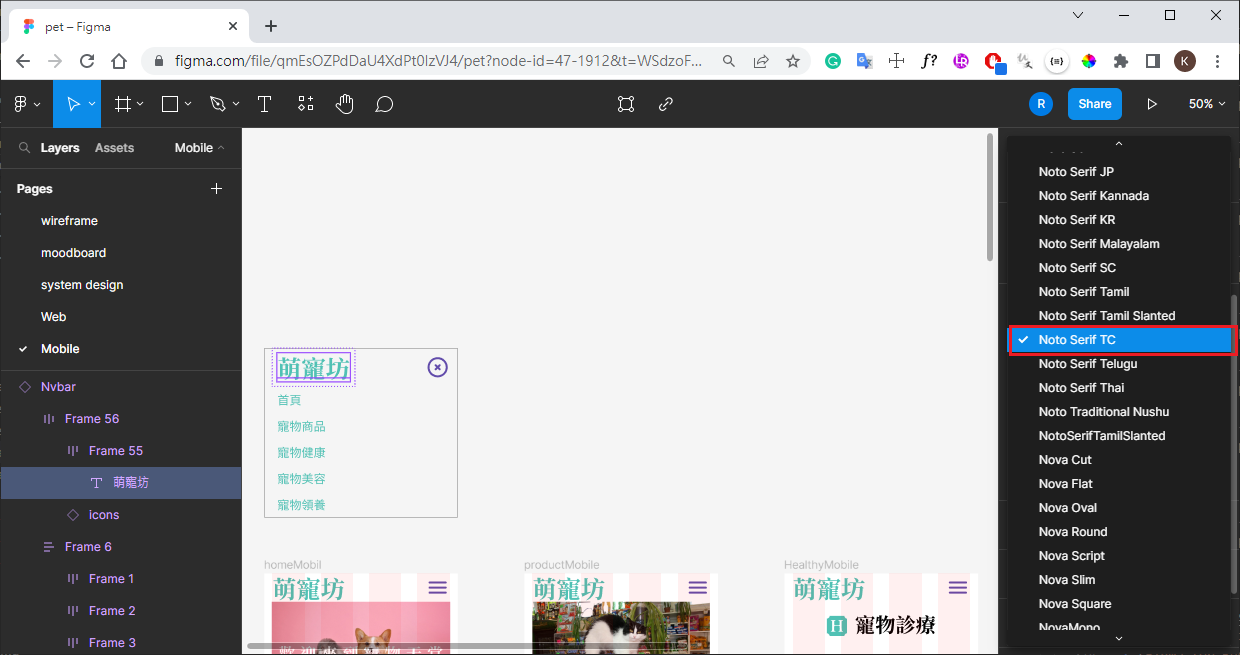 pet – Figma
figma.com/file/qmEsOZPdDaU4XdPt0lzVJ4/pet?node-id=47-1912&t=WSdzoF...
f?
K
R
Share
50%
Layers
Assets
Mobile
Pages
wireframe
moodboard
system design
Web
Mobile
Nvbar
Frame 56
Frame 55
萌寵坊
icons
Frame 6
Frame 1
Frame 2
Frame 3
萌寵坊
首頁
寵物商品
寵物健康
寵物美容
寵物領養
homeMobil
萌寵坊
productMobile
萌寵坊
HealthyMobile
萌寵坊
H 寵物診療
Noto Serif JP
Noto Serif Kannada
Noto Serif KR
Noto Serif Malayalam
Noto Serif SC
Noto Serif Tamil
Noto Serif Tamil Slanted
Noto Serif TC
Noto Serif Telugu
Noto Serif Thai
Noto Traditional Nushu
NotoSerifTamilSlanted
Nova Cut
Nova Flat
Nova Oval
Nova Round
Nova Script
Nova Slim
Nova Square
NovaMono